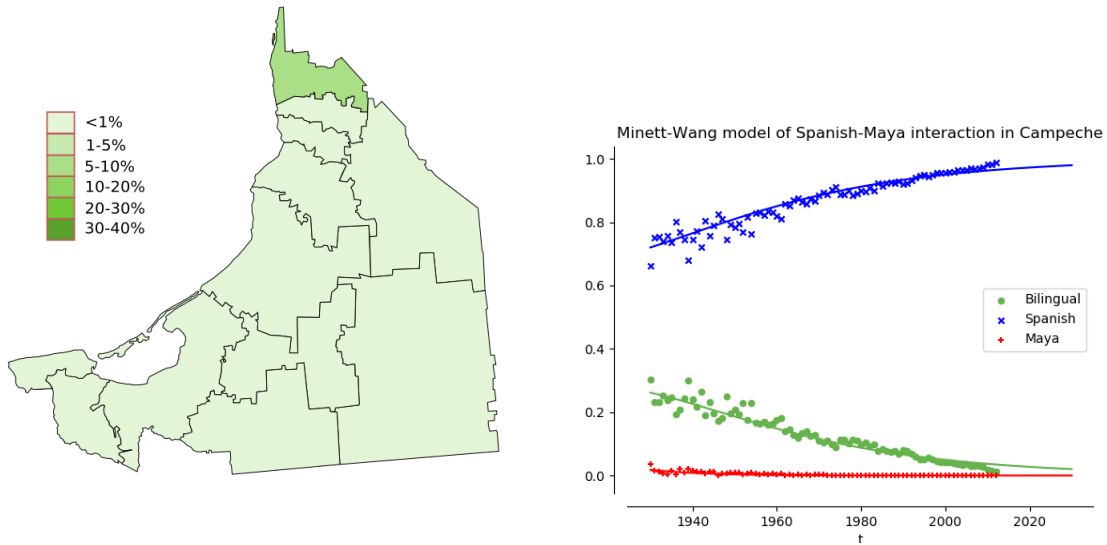 <1%
1-5%
5-10%
10-20%
20-30%
30-40%
Minett-Wang model of Spanish-Maya interaction in Campeche
1.0
0.8
0.6
0.4
0.2
0.0
Bilingual
Spanish
Maya
1940 1960 1980 2000 2020
t